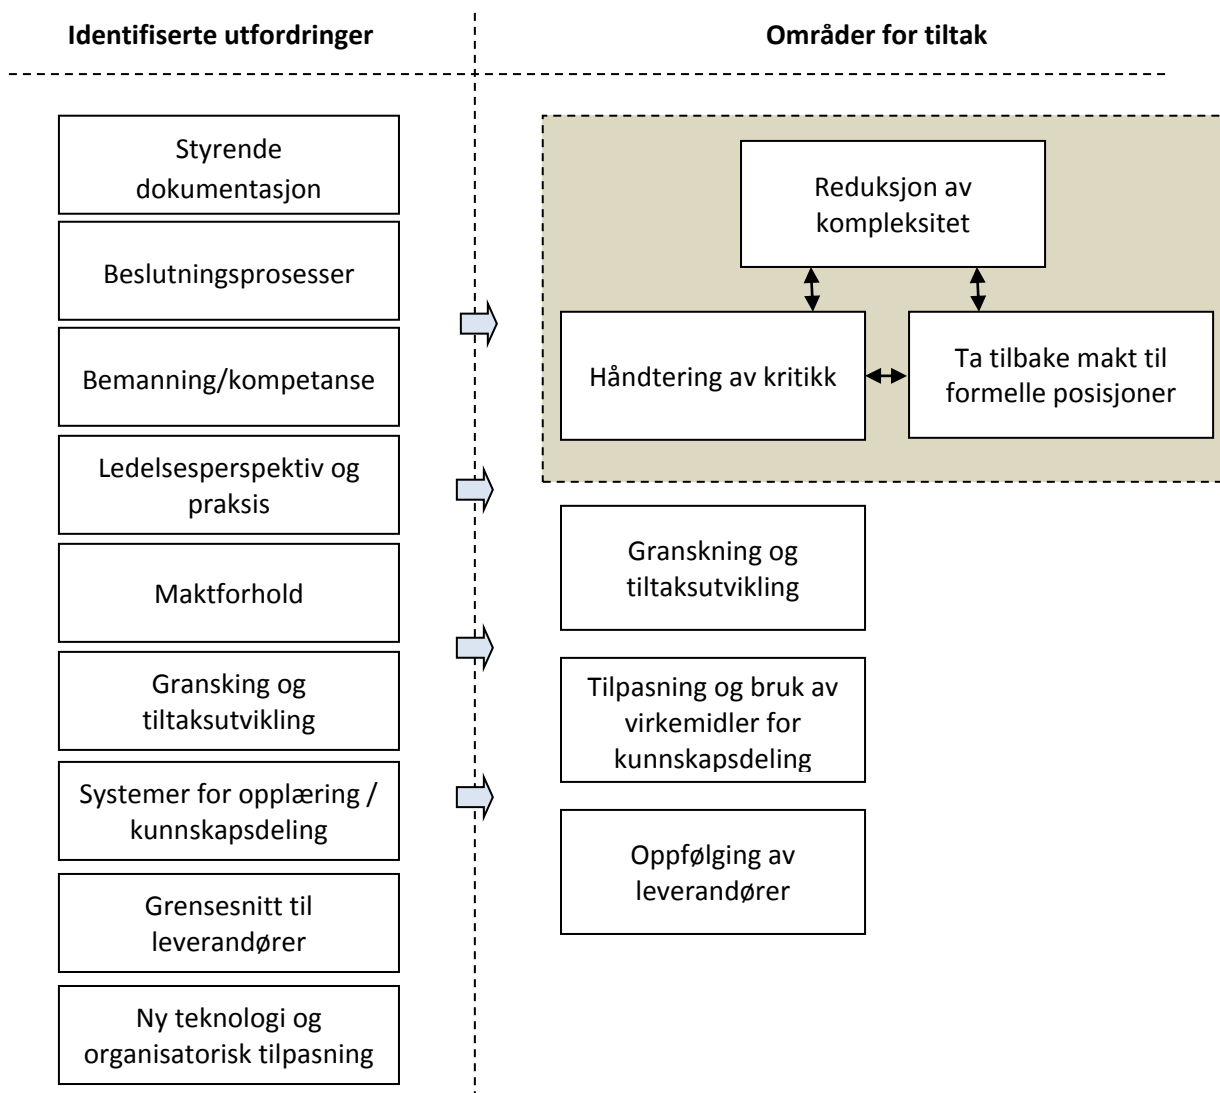 Identifiserte utfordringer
Områder for tiltak
Styrende
dokumentasjon
Beslutningsprosesser
Bemanning/kompetanse
Ledelsesperspektiv og
praksis
Maktforhold
Gransking og
tiltaksutvikling
Systemer for opplæring /
kunnskapsdeling
Grensesnitt til
leverandører
Ny teknologi og
organisatorisk tilpasning
Reduksjon av
kompleksitet
Håndtering av kritikk
Ta tilbake makt til
formelle posisjoner
Granskning og
tiltaksutvikling
Tilpasning og bruk av
virkemidler for
kunnskapsdeling
Oppfølging av
leverandører